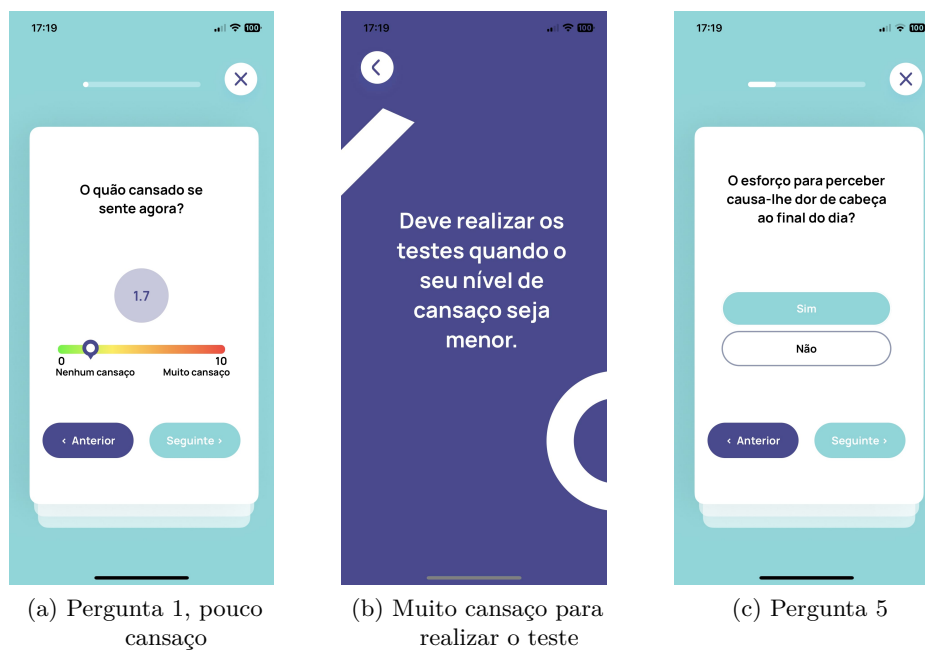 17:19
100
O quão cansado se
sente agora?
1.7
0
10
Nenhum cansaço
Muito cansaço
‹ Anterior
Seguinte ›
(a) Pergunta 1, pouco
cansaço
17:19
100
Deve realizar os
testes quando o
seu nível de
cansaço seja
menor.
(b) Muito cansaço para
realizar o teste
17:19
100
O esforço para perceber
causa-lhe dor de cabeça
ao final do dia?
Sim
Não
‹ Anterior
Seguinte ›
(c) Pergunta 5